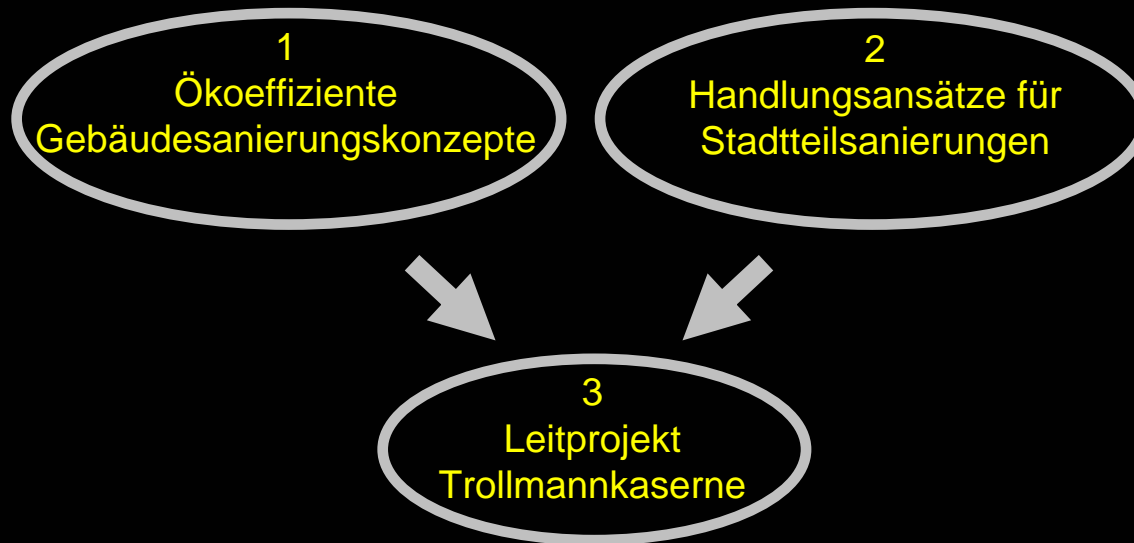 1
Ökoeffiziente
Gebäudesanierungskonzepte
2
Handlungsansätze für
Stadtteilsanierungen
3
Leitprojekt
Trollmannkaserne